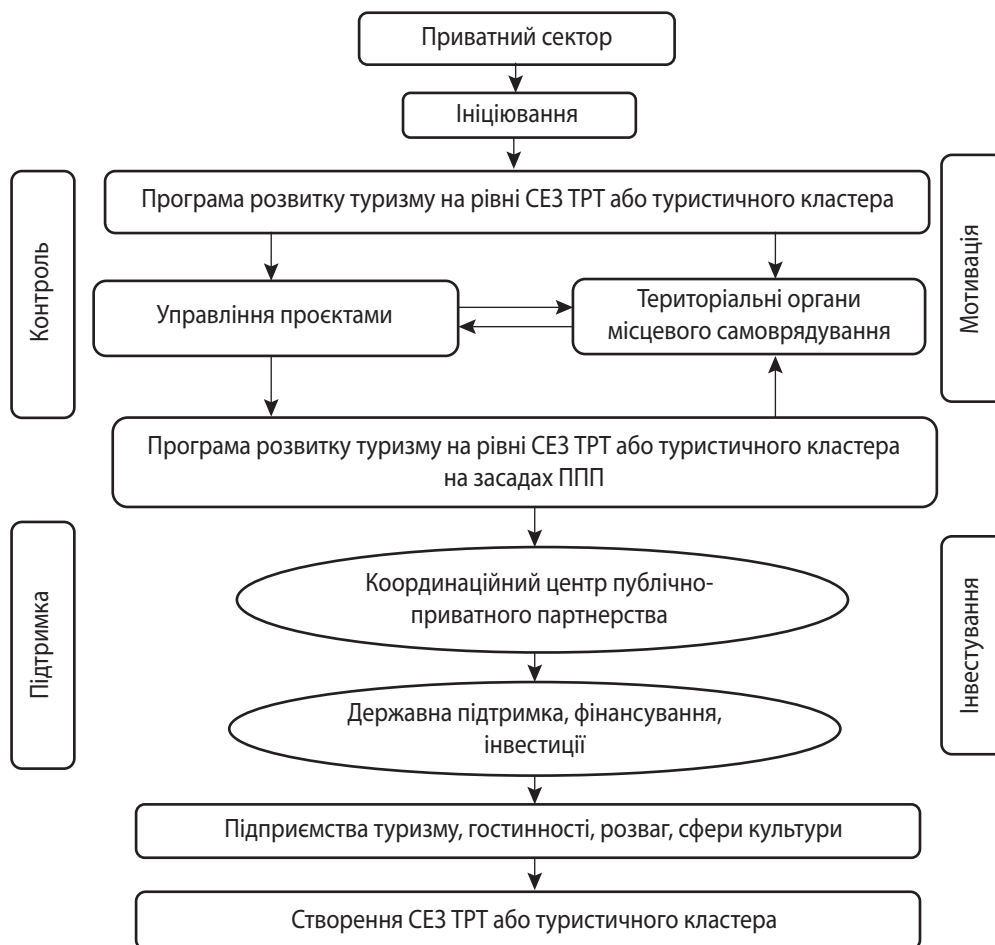 Приватний сектор
Ініціювання
Контроль
Програма розвитку туризму на рівні СЕЗ ТРТ або туристичного кластера
Мотивація
Управління проєктами
Територіальні органи
місцевого самоврядування
Програма розвитку туризму на рівні СЕЗ ТРТ або туристичного кластера
на засадах ППП
Підтримка
Координаційний центр публічно-
приватного партнерства
Інвестування
Державна підтримка, фінансування,
інвестиції
Підприємства туризму, гостинності, розваг, сфери культури
Створення СЕЗ ТРТ або туристичного кластера